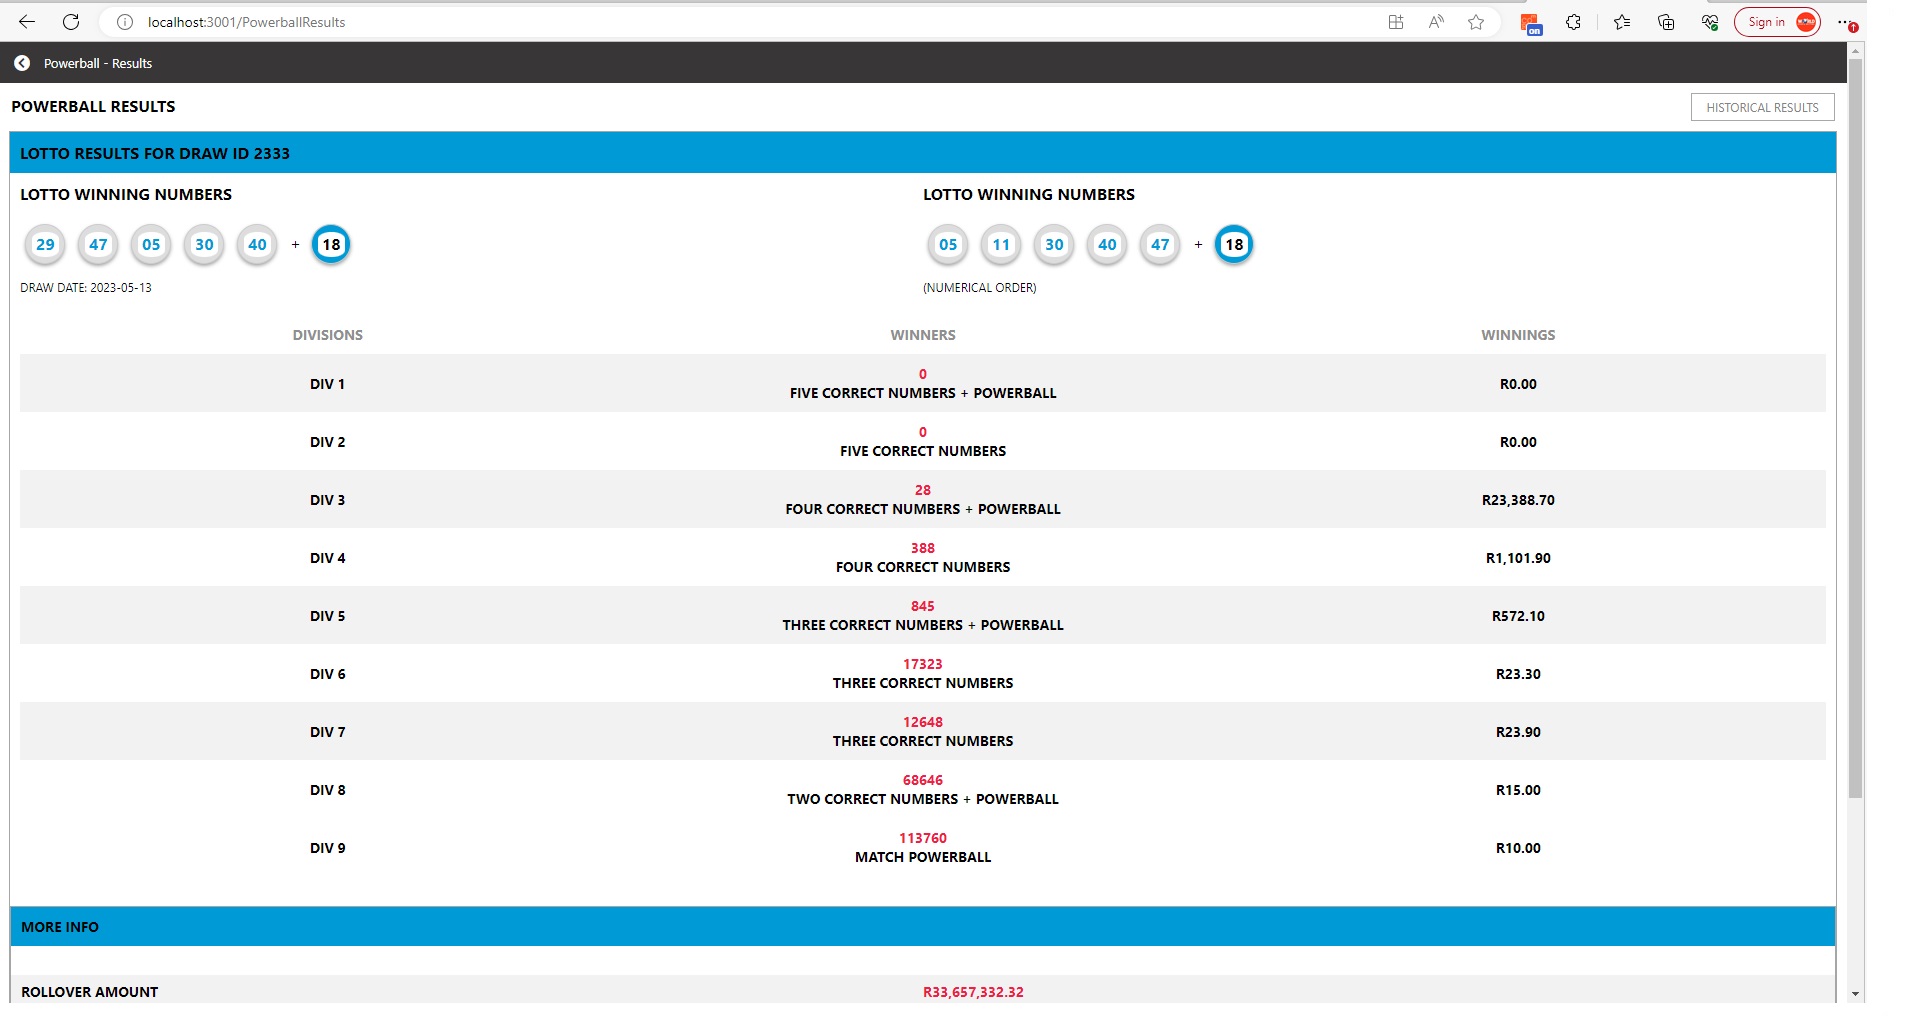 localhost:3001/PowerballResults
Sign in
on
Powerball - Results
POWERBALL RESULTS
HISTORICAL RESULTS
LOTTO RESULTS FOR DRAW ID 2333
LOTTO WINNING NUMBERS
29 47 05 30 40 + 18
DRAW DATE: 2023-05-13
LOTTO WINNING NUMBERS
05 11 30 40 47 + 18
(NUMERICAL ORDER)
DIVISIONS WINNERS WINNINGS
DIV 1 0 R0.00
FIVE CORRECT NUMBERS + POWERBALL
DIV 2 0 R0.00
FIVE CORRECT NUMBERS
DIV 3 28 R23,388.70
FOUR CORRECT NUMBERS + POWERBALL
DIV 4 388 R1,101.90
FOUR CORRECT NUMBERS
DIV 5 845 R572.10
THREE CORRECT NUMBERS + POWERBALL
DIV 6 17323 R23.30
THREE CORRECT NUMBERS
DIV 7 12648 R23.90
THREE CORRECT NUMBERS
DIV 8 68646 R15.00
TWO CORRECT NUMBERS + POWERBALL
DIV 9 113760 R10.00
MATCH POWERBALL
MORE INFO
ROLLOVER AMOUNT R33,657,332.32